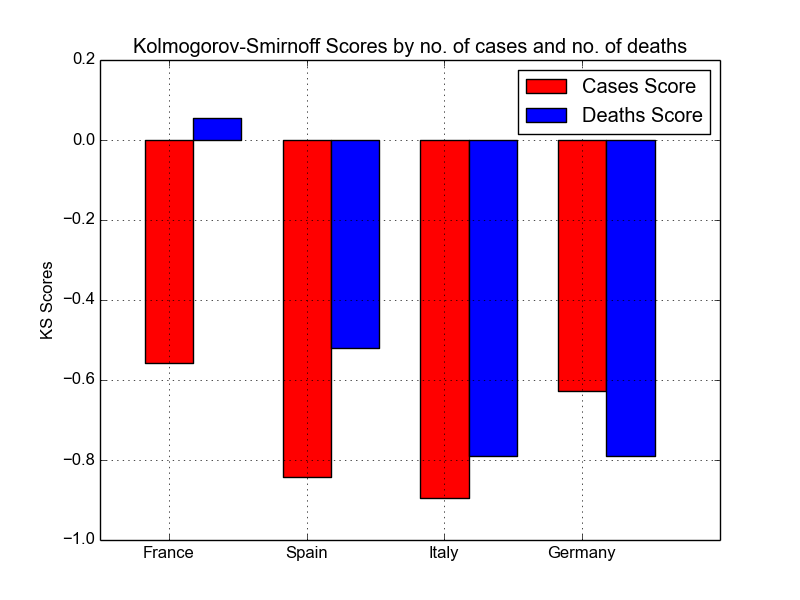 Kolmogorov-Smirnoff Scores by no. of cases and no. of deaths
Cases Score
Deaths Score
KS Scores
0.2
0.0
−0.2
−0.4
−0.6
−0.8
−1.0
France Spain Italy Germany